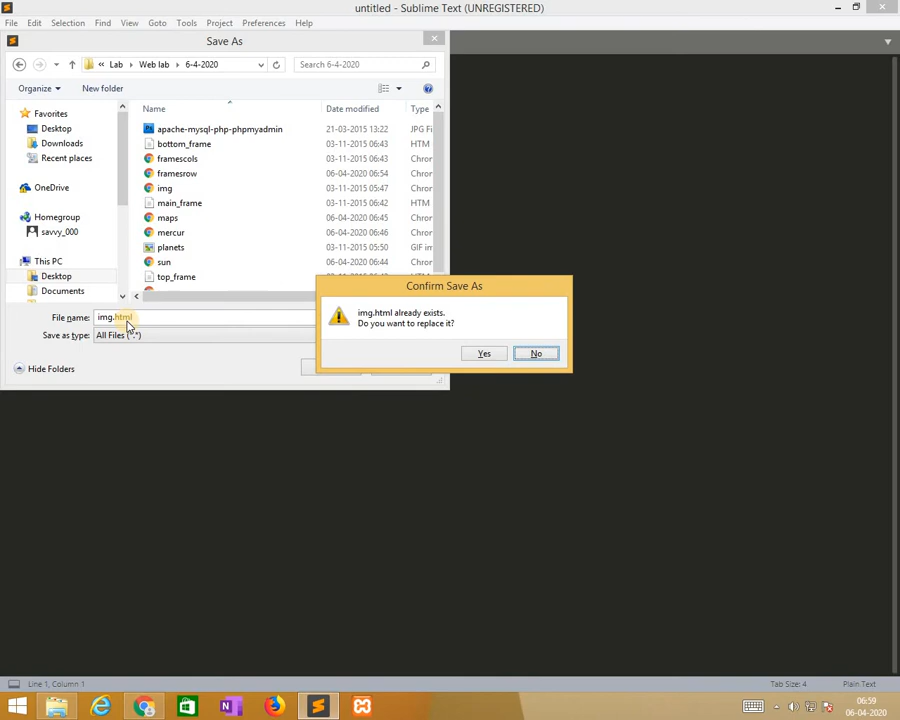 untitled - Sublime Text (UNREGISTERED)
File Edit Selection Find View Goto Tools Project Preferences Help
Save As
« Lab Web lab 6-4-2020 Search 6-4-2020
Organize New folder
Favorites
Desktop
Downloads
Recent places
OneDrive
Homegroup
savvy_000
This PC
Desktop
Documents
Name Date modified Type
apache-mysql-php-phpmyadmin 21-03-2015 13:22 JPG Fi
bottom_frame 03-11-2015 06:43 HTM
framescols 03-11-2015 06:43 Chron
framesrow 06-04-2020 06:54 Chron
img 03-11-2015 05:47 Chron
main_frame 03-11-2015 06:42 HTM
maps 06-04-2020 06:45 Chron
mercur 06-04-2020 06:46 Chron
planets 03-11-2015 05:50 GIF im
sun 06-04-2020 06:44 Chron
top_frame
File name: img.html
Save as type: All Files (*.*)
Hide Folders
Confirm Save As
img.html already exists.
Do you want to replace it?
Yes No
Line 1, Column 1 Tab Size: 4 Plain Text
06:59
06-04-2020